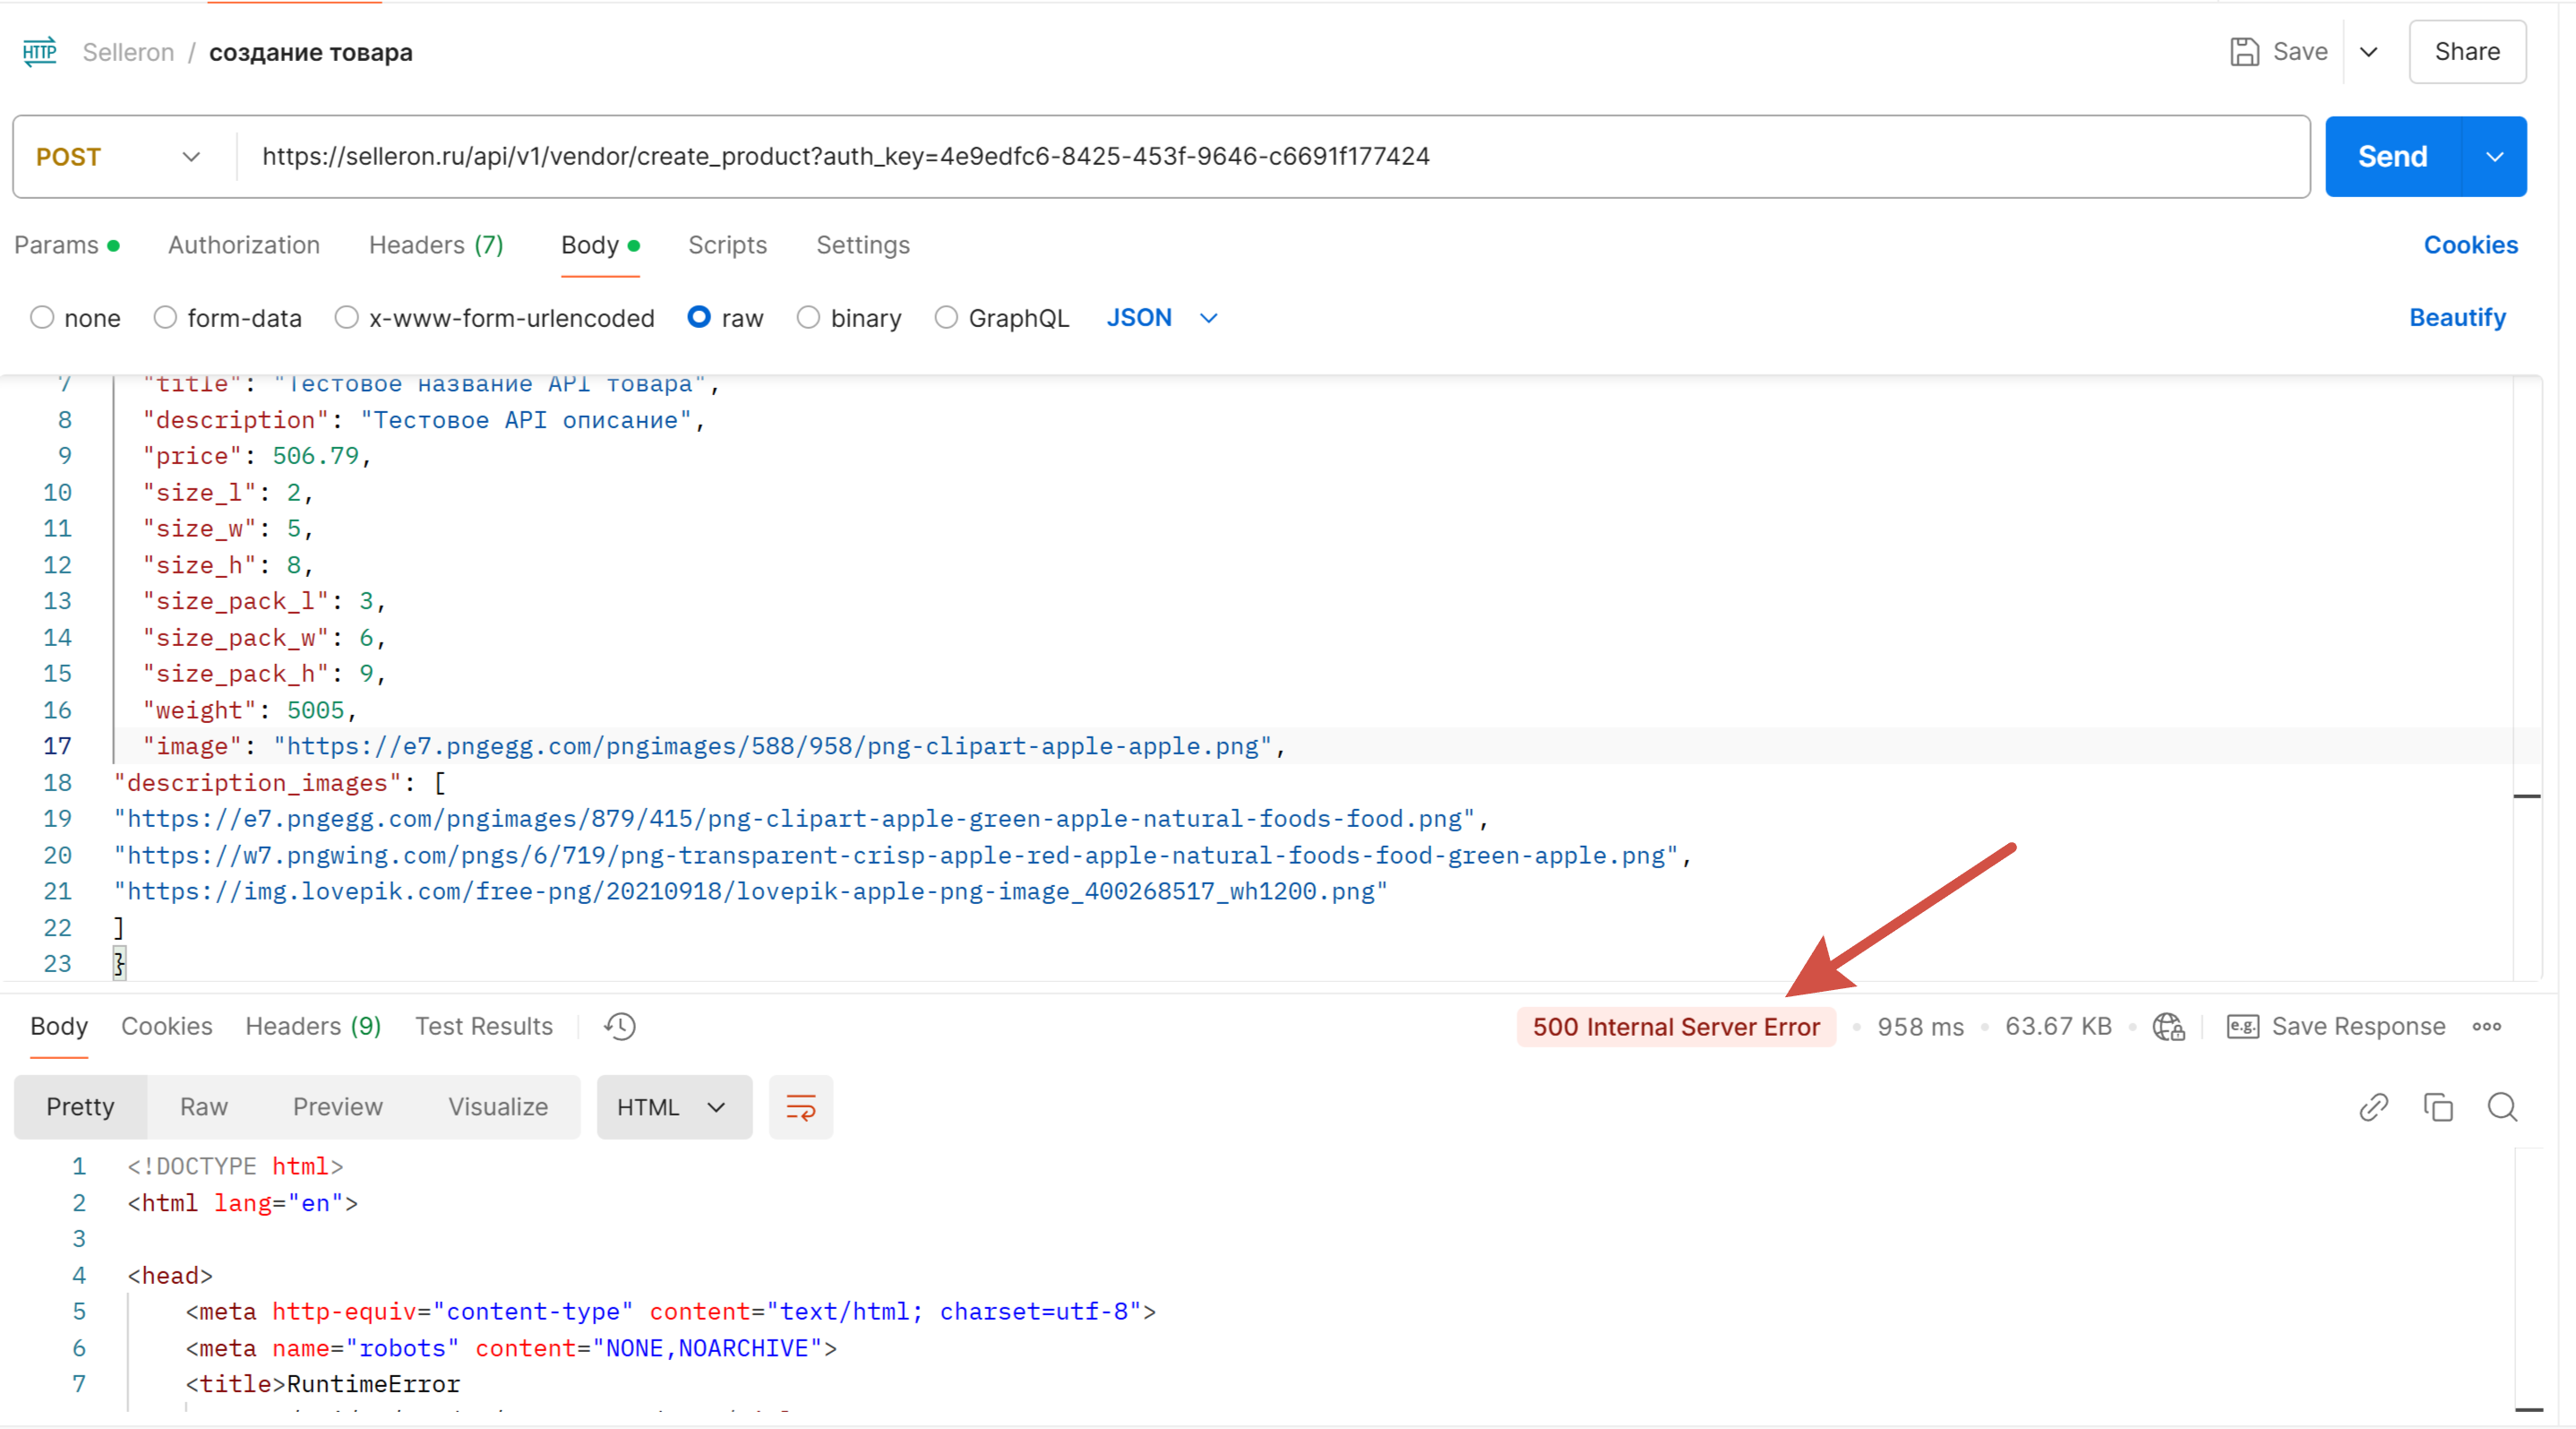 HTTP Selleron / создание товара Save Share
POST https://selleron.ru/api/v1/vendor/create_product?auth_key=4e9edfc6-8425-453f-9646-c6691f177424 Send
Params Authorization Headers (7) Body Scripts Settings Cookies
none form-data x-www-form-urlencoded raw binary GraphQL JSON Beautify
7 "title": "Тестовое название API товара",
8 "description": "Тестовое API описание",
9 "price": 506.79,
10 "size_l": 2,
11 "size_w": 5,
12 "size_h": 8,
13 "size_pack_l": 3,
14 "size_pack_w": 6,
15 "size_pack_h": 9,
16 "weight": 5005,
17 "image": "https://e7.pngegg.com/pngimages/588/958/png-clipart-apple-apple.png",
18 "description_images": [
19 "https://e7.pngegg.com/pngimages/879/415/png-clipart-apple-green-apple-natural-foods-food.png",
20 "https://w7.pngwing.com/pngs/6/719/png-transparent-crisp-apple-red-apple-natural-foods-food-green-apple.png",
21 "https://img.lovepik.com/free-png/20210918/lovepik-apple-png-image_400268517_wh1200.png"
22 ]
23 }
Body Cookies Headers (9) Test Results 500 Internal Server Error 958 ms 63.67 KB e.g. Save Response
Pretty Raw Preview Visualize HTML
1 <!DOCTYPE html>
2 <html lang="en">
3
4 <head>
5 <meta http-equiv="content-type" content="text/html; charset=utf-8">
6 <meta name="robots" content="NONE,NOARCHIVE">
7 <title>RuntimeError